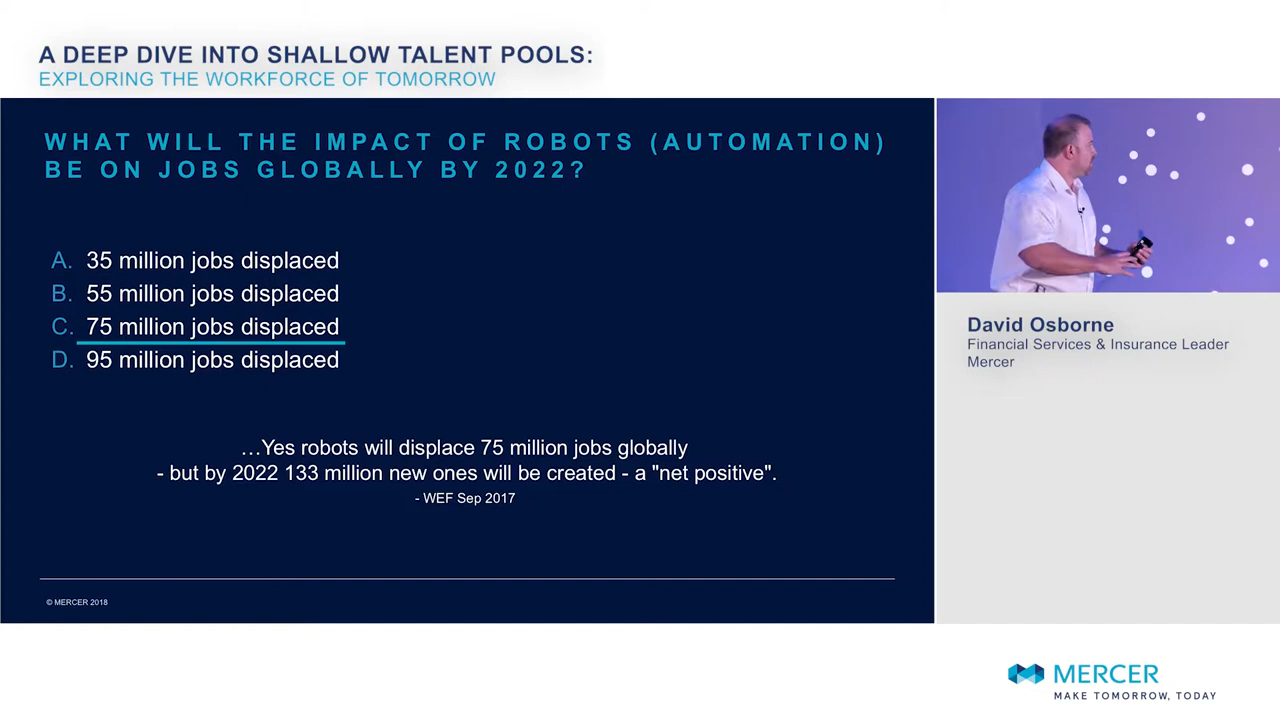 A DEEP DIVE INTO SHALLOW TALENT POOLS:
EXPLORING THE WORKFORCE OF TOMORROW
WHAT WILL THE IMPACT OF ROBOTS (AUTOMATION)
BE ON JOBS GLOBALLY BY 2022?
A. 35 million jobs displaced
B. 55 million jobs displaced
C. 75 million jobs displaced
D. 95 million jobs displaced
…Yes robots will displace 75 million jobs globally
- but by 2022 133 million new ones will be created - a "net positive".
- WEF Sep 2017
© MERCER 2018
David Osborne
Financial Services & Insurance Leader
Mercer
MERCER
MAKE TOMORROW, TODAY